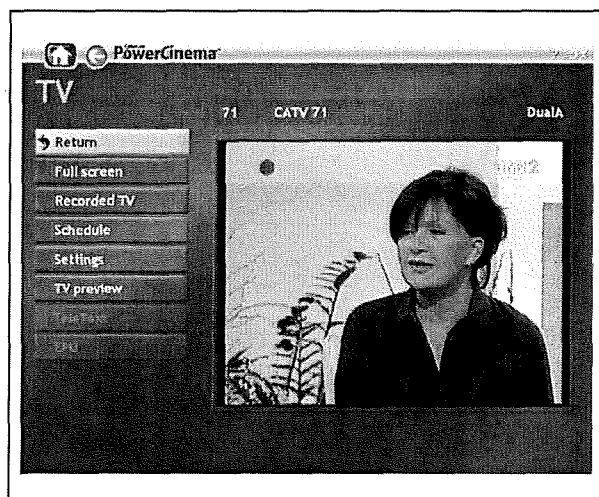 PowerCinema
TV
71 CATV 71 DualA
Return
Full screen
Recorded TV
Schedule
Settings
TV preview